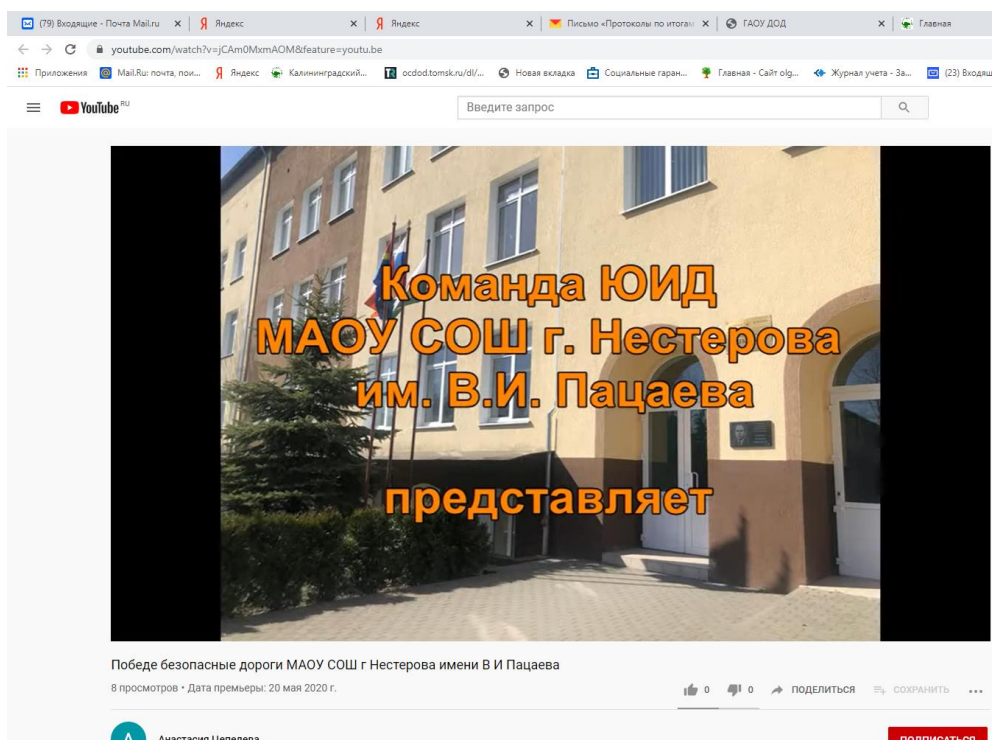 (79) Входящие - Почта Mail.ru
Яндекс
Яндекс
Письмо «Протоколы по итогам
ГАОУ ДОД
Главная
youtube.com/watch?v=jCAm0MxmAOM&feature=youtu.be
Приложения
Mail.Ru: почта, пои...
Яндекс
Калининградский...
ocdod.tomsk.ru/dl/...
Новая вкладка
Социальные гаран...
Главная - Сайт olg...
Журнал учета - За...
(23) Входящ
YouTube RU
Введите запрос
Команда ЮИД
МАОУ СОШ г. Нестерова
им. В.И. Пацаева
представляет
Победе безопасные дороги МАОУ СОШ г Нестерова имени В И Пацаева
8 просмотров • Дата премьеры: 20 мая 2020 г.
0
0
ПОДЕЛИТЬСЯ
СОХРАНИТЬ
А
Анастасия Цепелева
ПОДПИСАТЬСЯ